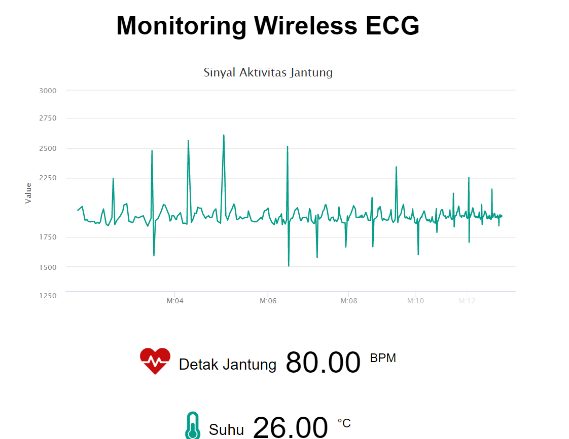 Monitoring Wireless ECG
Sinyal Aktivitas Jantung
3000
2750
2500
2250
Value
1750
1500
1250
M:04
M:06
M:08
M:10
M:12
Detak Jantung 80.00 BPM
Suhu 26.00 °C